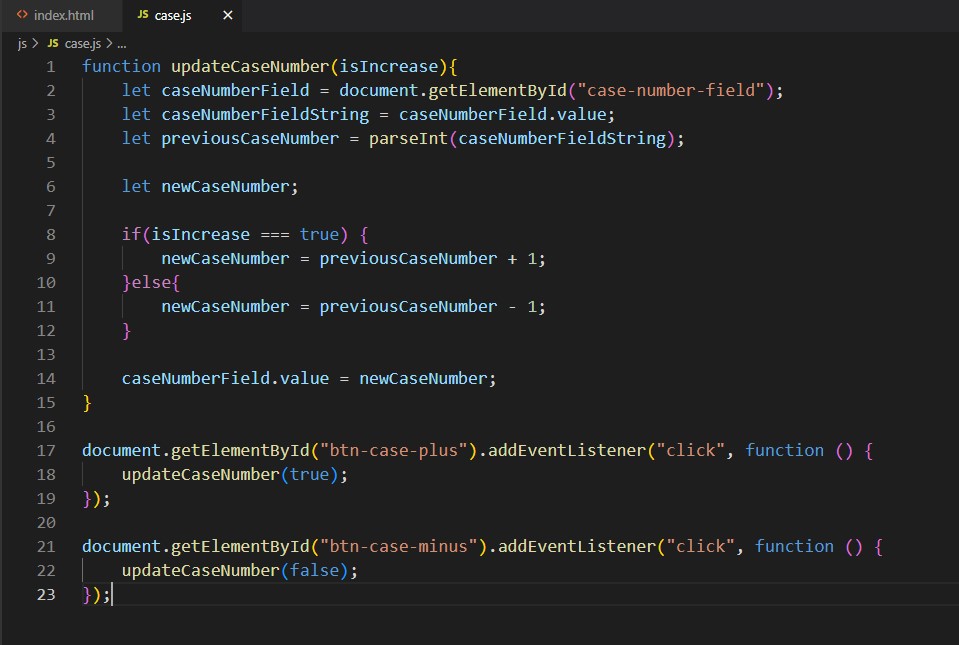 index.html JS case.js ×
js > JS case.js > ...
1 function updateCaseNumber(isIncrease){
2     let caseNumberField = document.getElementById("case-number-field");
3     let caseNumberFieldString = caseNumberField.value;
4     let previousCaseNumber = parseInt(caseNumberFieldString);
5
6     let newCaseNumber;
7
8     if(isIncrease === true) {
9         newCaseNumber = previousCaseNumber + 1;
10     }else{
11         newCaseNumber = previousCaseNumber - 1;
12     }
13
14     caseNumberField.value = newCaseNumber;
15 }
16
17 document.getElementById("btn-case-plus").addEventListener("click", function () {
18     updateCaseNumber(true);
19 });
20
21 document.getElementById("btn-case-minus").addEventListener("click", function () {
22     updateCaseNumber(false);
23 });